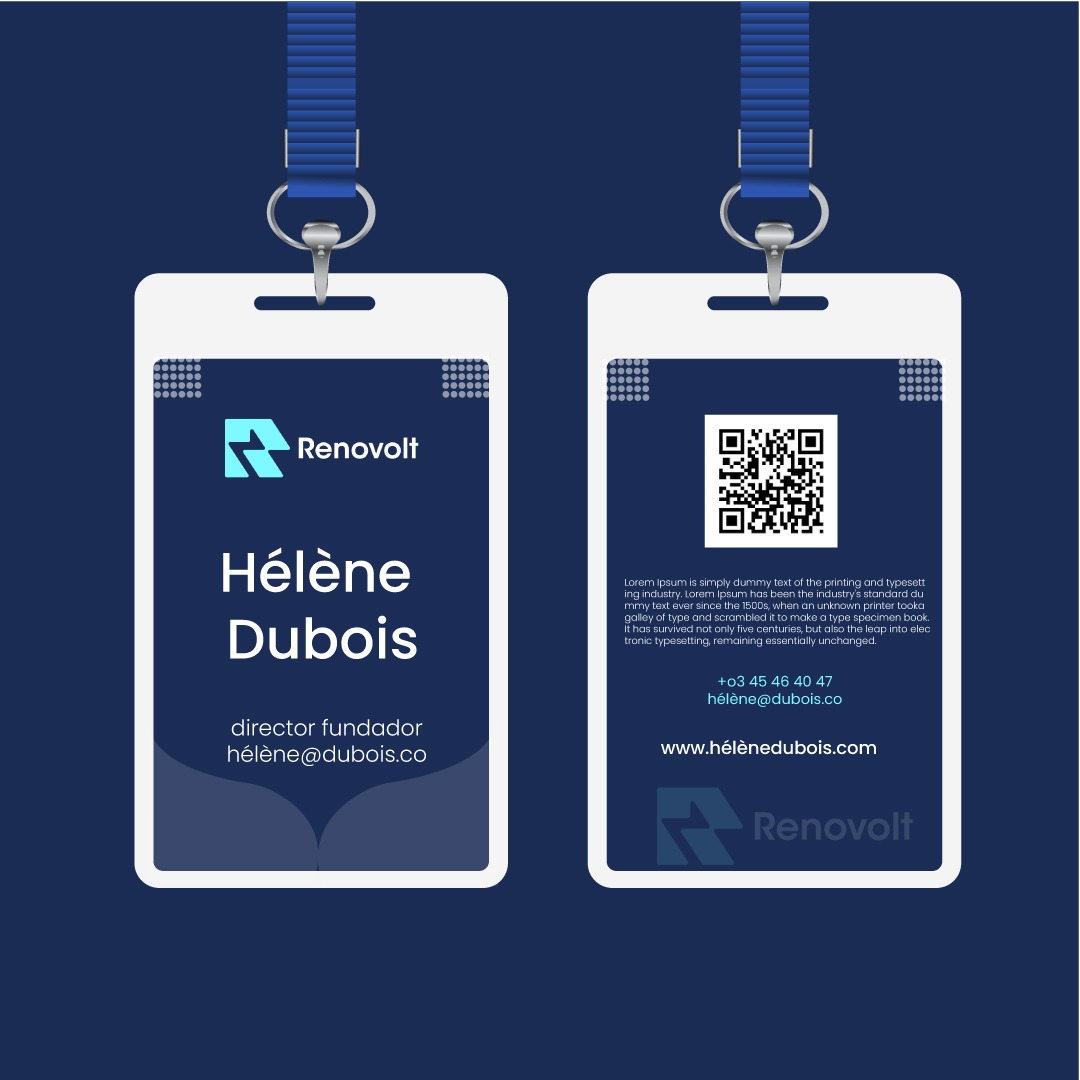 Renovolt
Hélène
Dubois
director fundador
hélène@dubois.co
Lorem Ipsum is simply dummy text of the printing and typesett
ing industry. Lorem Ipsum has been the industry's standard du
mmy text ever since the 1500s, when an unknown printer tooka
galley of type and scrambled it to make a type specimen book.
It has survived not only five centuries, but also the leap into elec
tronic typesetting, remaining essentially unchanged.
+o3 45 46 40 47
hélène@dubois.co
www.hélènedubois.com
Renovolt